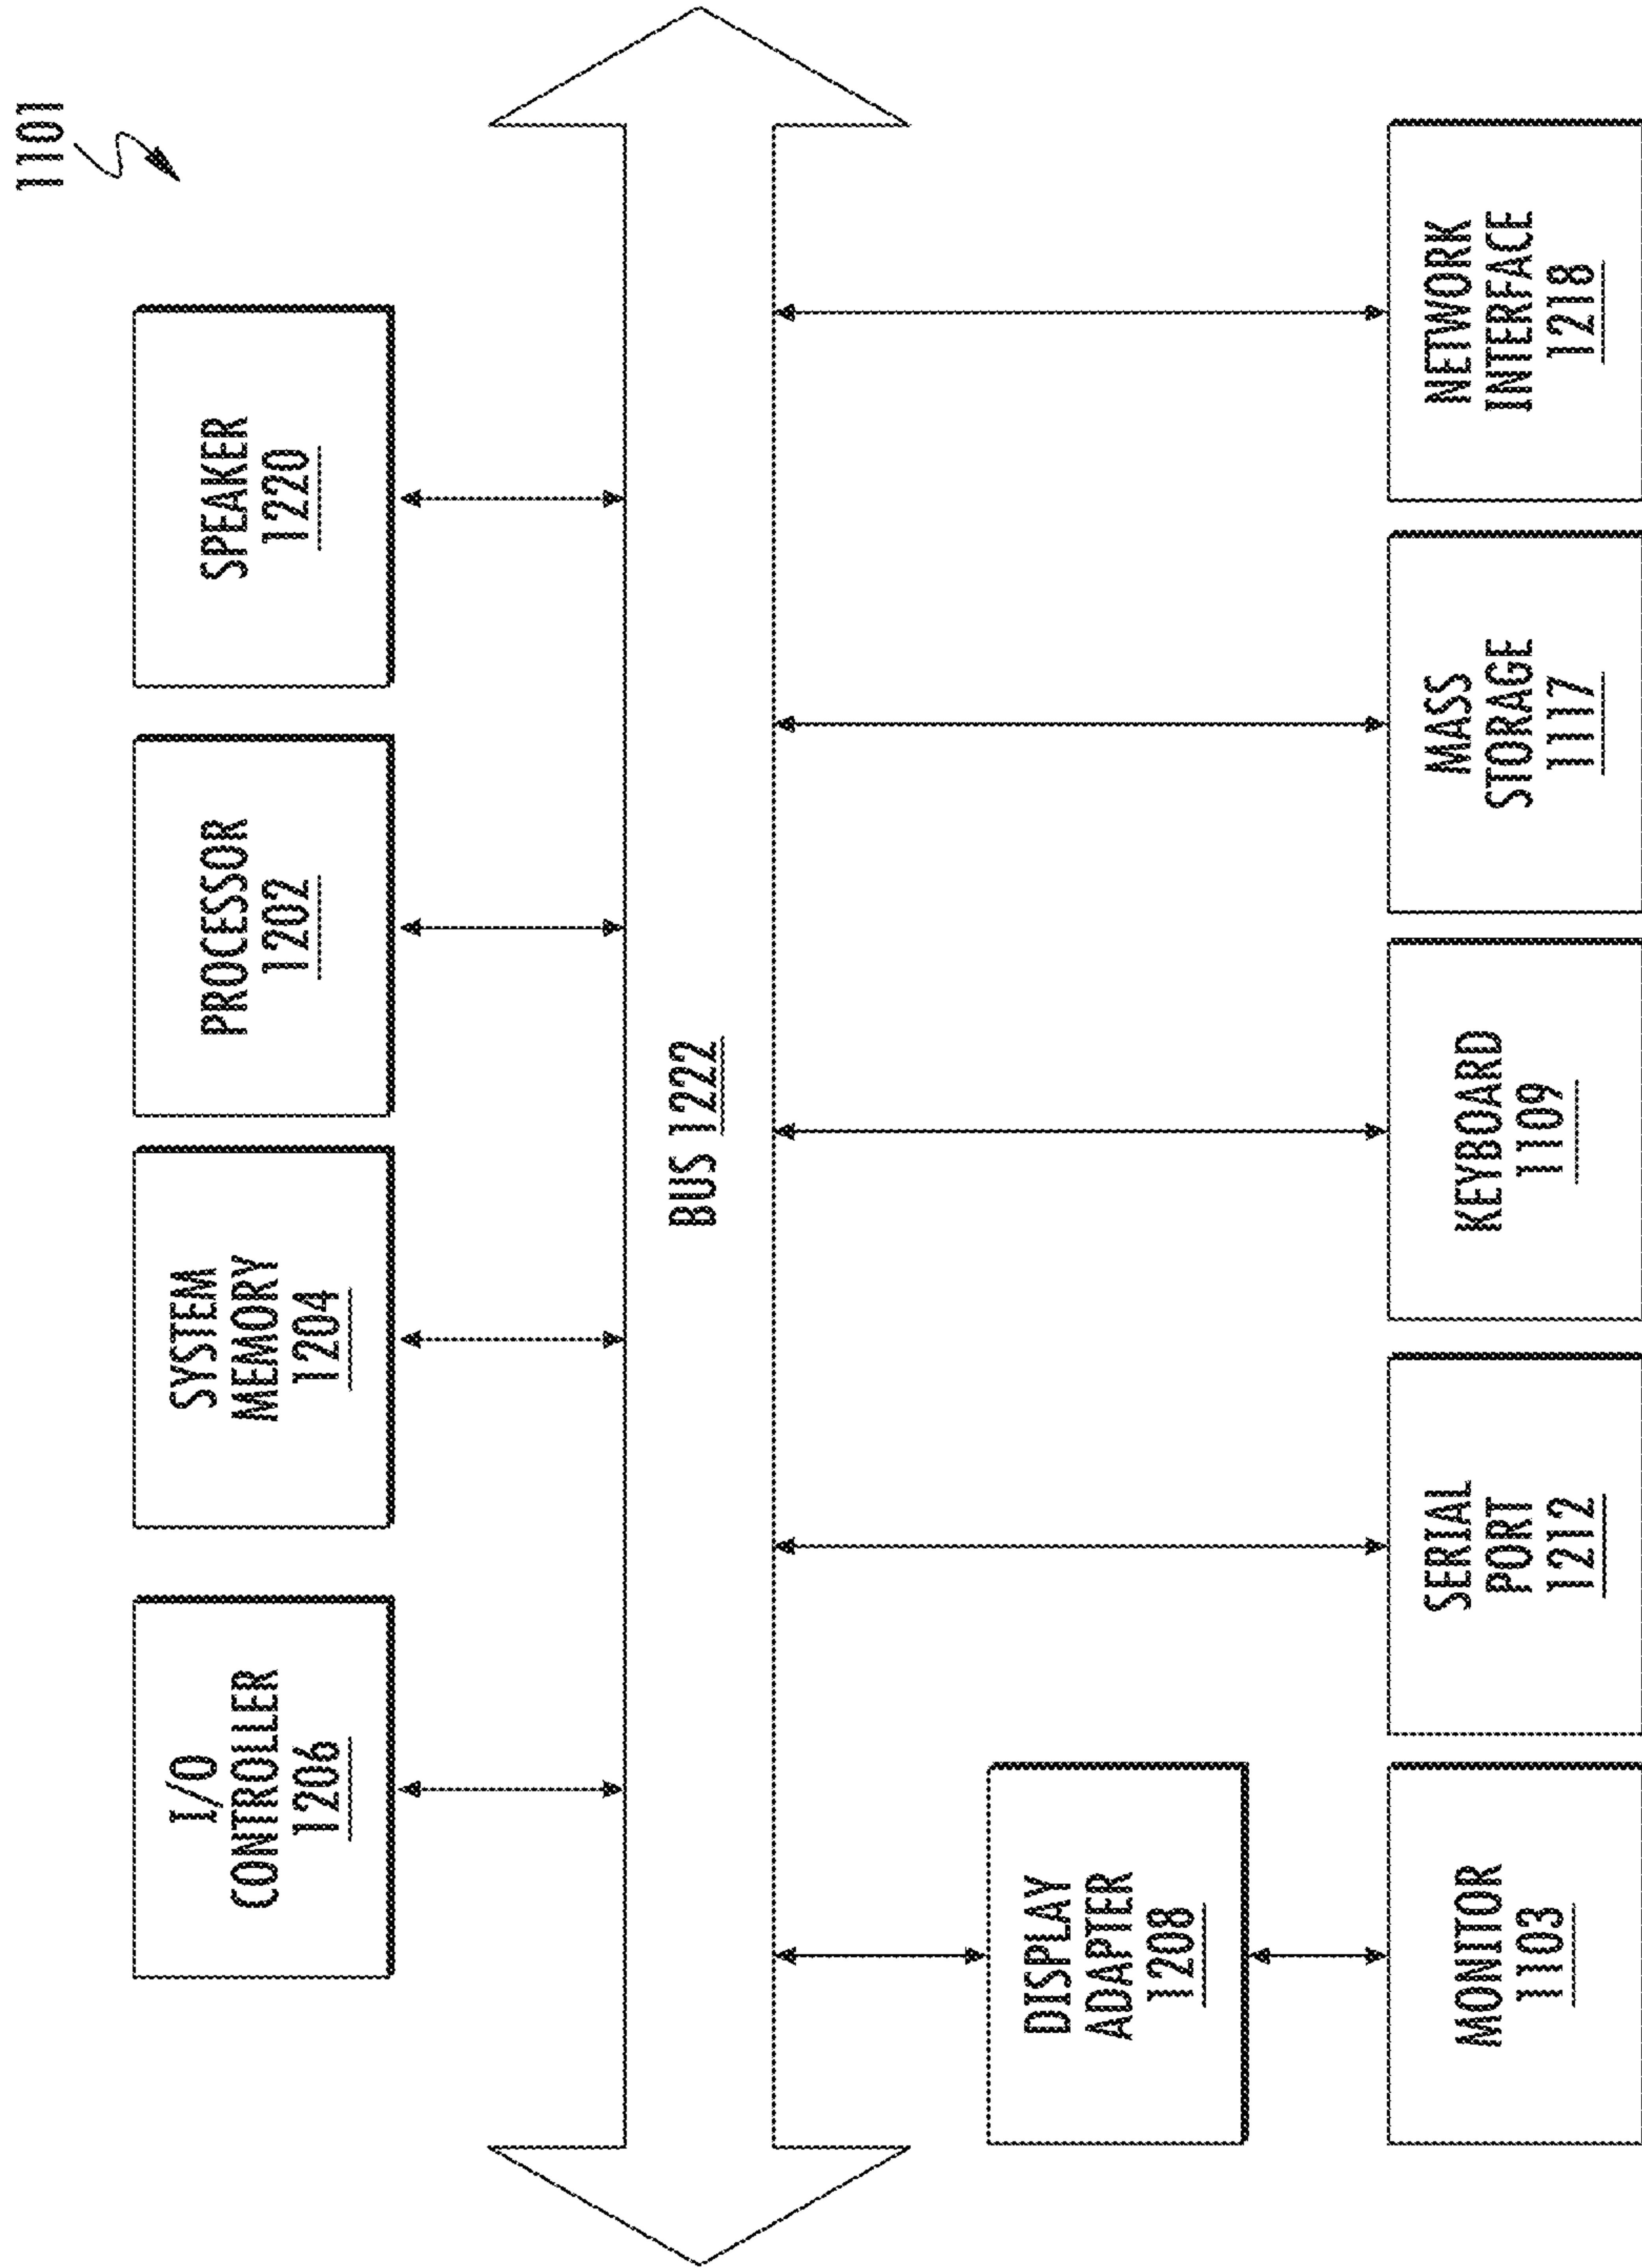 1101
I/O
CONTROLLER
1206
SYSTEM
MEMORY
1204
PROCESSOR
1202
SPEAKER
1220
BUS 1222
DISPLAY
ADAPTER
1208
MONITOR
1103
SERIAL
PORT
1212
KEYBOARD
1109
MASS
STORAGE
1117
NETWORK
INTERFACE
1218